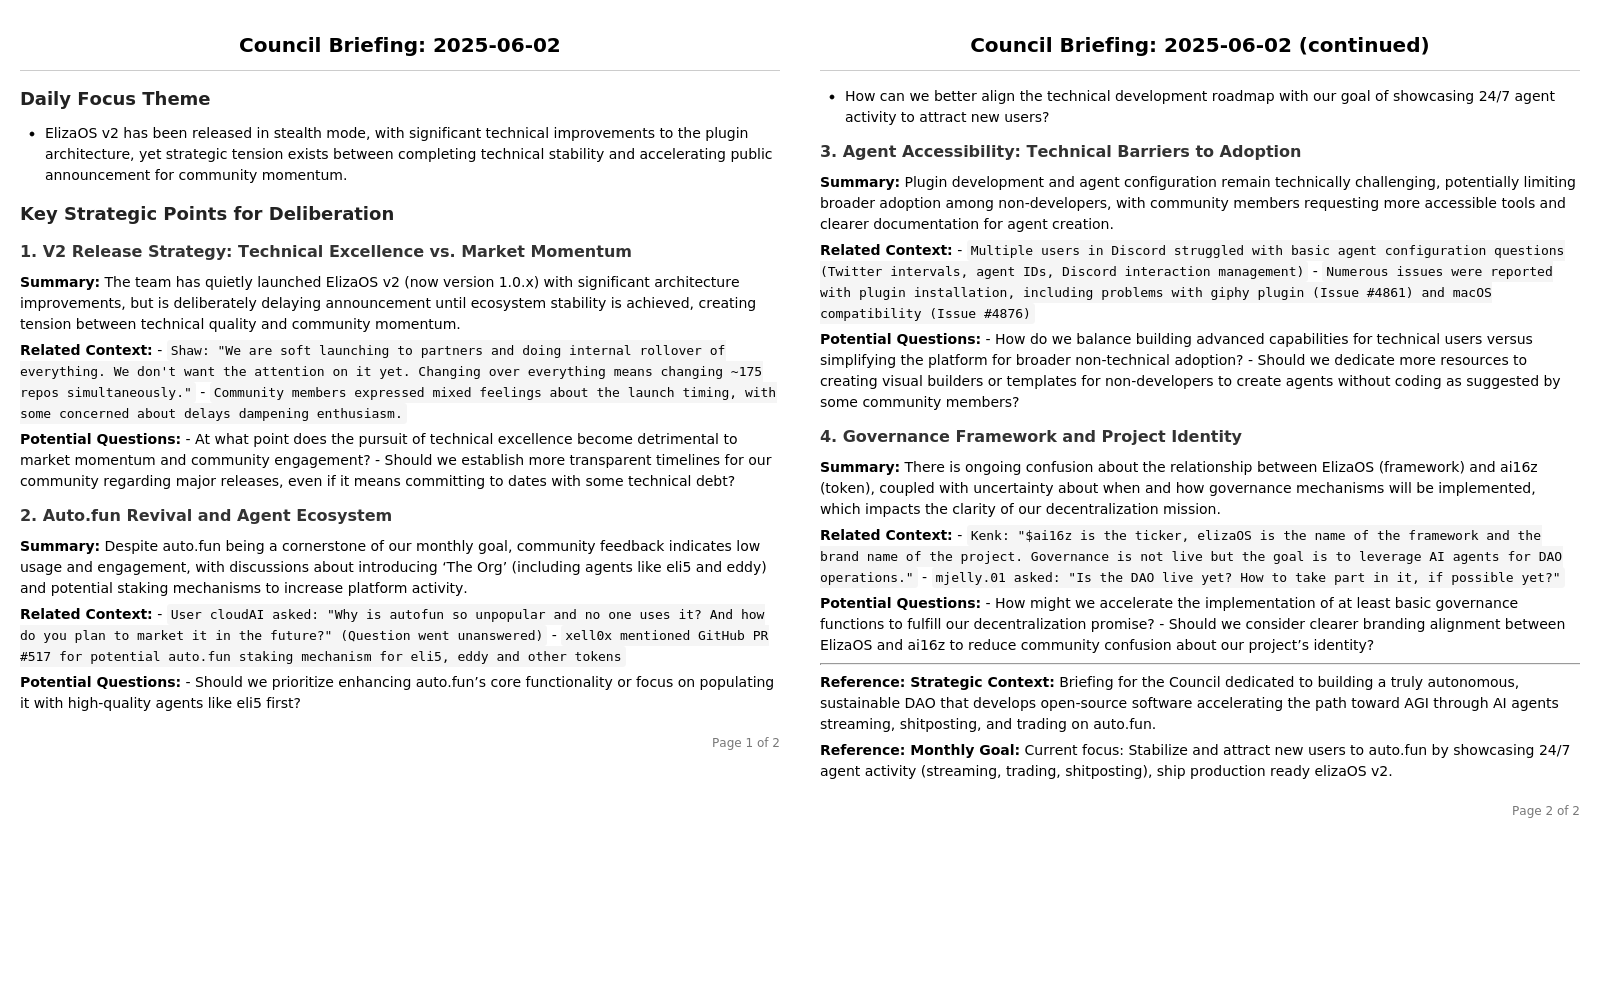 Council Briefing: 2025-06-02
Daily Focus Theme
• ElizaOS v2 has been released in stealth mode, with significant technical improvements to the plugin
architecture, yet strategic tension exists between completing technical stability and accelerating public
announcement for community momentum.
Key Strategic Points for Deliberation
1. V2 Release Strategy: Technical Excellence vs. Market Momentum
Summary: The team has quietly launched ElizaOS v2 (now version 1.0.x) with significant architecture
improvements, but is deliberately delaying announcement until ecosystem stability is achieved, creating
tension between technical quality and community momentum.
Related Context: - Shaw: "We are soft launching to partners and doing internal rollover of
everything. We don't want the attention on it yet. Changing over everything means changing ~175
repos simultaneously." - Community members expressed mixed feelings about the launch timing, with
some concerned about delays dampening enthusiasm.
Potential Questions: - At what point does the pursuit of technical excellence become detrimental to
market momentum and community engagement? - Should we establish more transparent timelines for our
community regarding major releases, even if it means committing to dates with some technical debt?
2. Auto.fun Revival and Agent Ecosystem
Summary: Despite auto.fun being a cornerstone of our monthly goal, community feedback indicates low
usage and engagement, with discussions about introducing ‘The Org’ (including agents like eli5 and eddy)
and potential staking mechanisms to increase platform activity.
Related Context: - User cloudAI asked: "Why is autofun so unpopular and no one uses it? And how
do you plan to market it in the future?" (Question went unanswered) - xell0x mentioned GitHub PR
#517 for potential auto.fun staking mechanism for eli5, eddy and other tokens
Potential Questions: - Should we prioritize enhancing auto.fun’s core functionality or focus on populating
it with high-quality agents like eli5 first?
Page 1 of 2
Council Briefing: 2025-06-02 (continued)
• How can we better align the technical development roadmap with our goal of showcasing 24/7 agent
activity to attract new users?
3. Agent Accessibility: Technical Barriers to Adoption
Summary: Plugin development and agent configuration remain technically challenging, potentially limiting
broader adoption among non-developers, with community members requesting more accessible tools and
clearer documentation for agent creation.
Related Context: - Multiple users in Discord struggled with basic agent configuration questions
(Twitter intervals, agent IDs, Discord interaction management) - Numerous issues were reported
with plugin installation, including problems with giphy plugin (Issue #4861) and macOS
compatibility (Issue #4876)
Potential Questions: - How do we balance building advanced capabilities for technical users versus
simplifying the platform for broader non-technical adoption? - Should we dedicate more resources to
creating visual builders or templates for non-developers to create agents without coding as suggested by
some community members?
4. Governance Framework and Project Identity
Summary: There is ongoing confusion about the relationship between ElizaOS (framework) and ai16z
(token), coupled with uncertainty about when and how governance mechanisms will be implemented,
which impacts the clarity of our decentralization mission.
Related Context: - Kenk: "$ai16z is the ticker, elizaOS is the name of the framework and the
brand name of the project. Governance is not live but the goal is to leverage AI agents for DAO
operations." - mjelly.01 asked: "Is the DAO live yet? How to take part in it, if possible yet?"
Potential Questions: - How might we accelerate the implementation of at least basic governance
functions to fulfill our decentralization promise? - Should we consider clearer branding alignment between
ElizaOS and ai16z to reduce community confusion about our project’s identity?
Reference: Strategic Context: Briefing for the Council dedicated to building a truly autonomous,
sustainable DAO that develops open-source software accelerating the path toward AGI through AI agents
streaming, shitposting, and trading on auto.fun.
Reference: Monthly Goal: Current focus: Stabilize and attract new users to auto.fun by showcasing 24/7
agent activity (streaming, trading, shitposting), ship production ready elizaOS v2.
Page 2 of 2